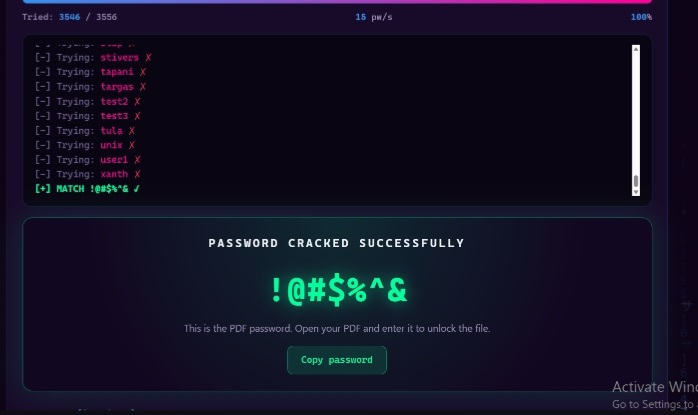 Tried: 3546 / 3556 15 pw/s 100%
[-] Trying: stivers ✗
[-] Trying: tapani ✗
[-] Trying: targas ✗
[-] Trying: test2 ✗
[-] Trying: test3 ✗
[-] Trying: tula ✗
[-] Trying: unix ✗
[-] Trying: user1 ✗
[-] Trying: xanth ✗
[+] MATCH !@#$%^& ✓
PASSWORD CRACKED SUCCESSFULLY
!@#$%^&
This is the PDF password. Open your PDF and enter it to unlock the file.
Copy password
Activate Wind
Go to Settings to